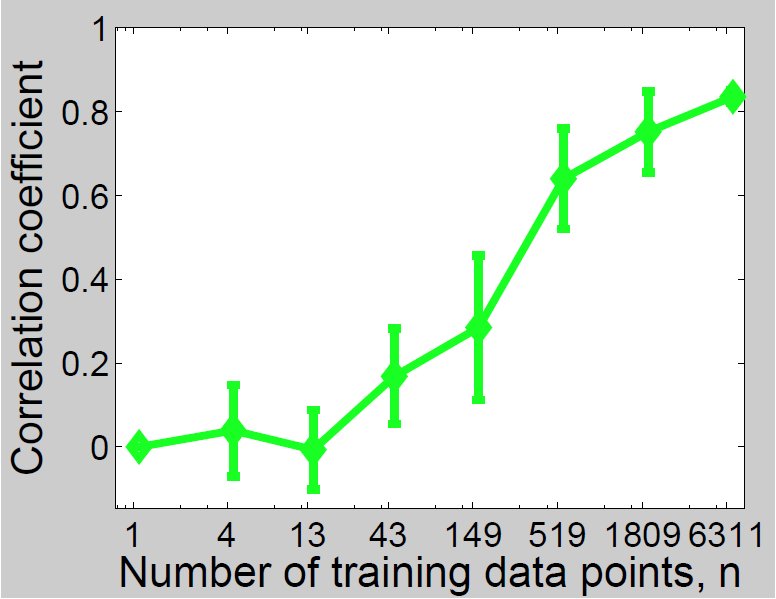 Correlation coefficient
1
0.8
0.6
0.4
0.2
0
1 4 13 43 149 519 1809 6311
Number of training data points, n